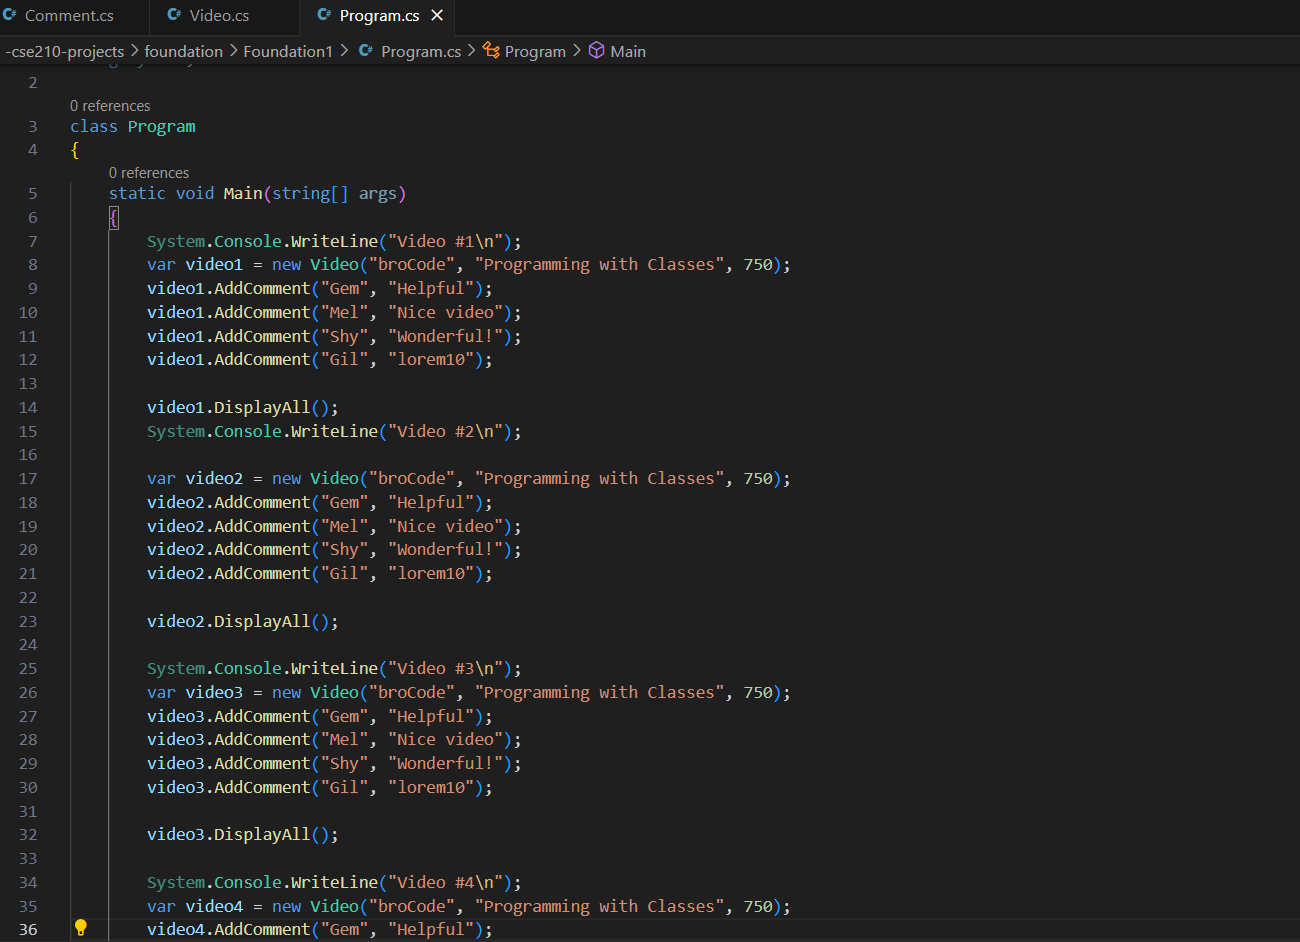 C# Comment.cs C# Video.cs C# Program.cs
-cse210-projects > foundation > Foundation1 > C# Program.cs > Program > Main
2
0 references
3 class Program
4 {
0 references
5 static void Main(string[] args)
6 {
7 System.Console.WriteLine("Video #1\n");
8 var video1 = new Video("broCode", "Programming with Classes", 750);
9 video1.AddComment("Gem", "Helpful");
10 video1.AddComment("Mel", "Nice video");
11 video1.AddComment("Shy", "Wonderful!");
12 video1.AddComment("Gil", "lorem10");
13
14 video1.DisplayAll();
15 System.Console.WriteLine("Video #2\n");
16
17 var video2 = new Video("broCode", "Programming with Classes", 750);
18 video2.AddComment("Gem", "Helpful");
19 video2.AddComment("Mel", "Nice video");
20 video2.AddComment("Shy", "Wonderful!");
21 video2.AddComment("Gil", "lorem10");
22
23 video2.DisplayAll();
24
25 System.Console.WriteLine("Video #3\n");
26 var video3 = new Video("broCode", "Programming with Classes", 750);
27 video3.AddComment("Gem", "Helpful");
28 video3.AddComment("Mel", "Nice video");
29 video3.AddComment("Shy", "Wonderful!");
30 video3.AddComment("Gil", "lorem10");
31
32 video3.DisplayAll();
33
34 System.Console.WriteLine("Video #4\n");
35 var video4 = new Video("broCode", "Programming with Classes", 750);
36 video4.AddComment("Gem", "Helpful");